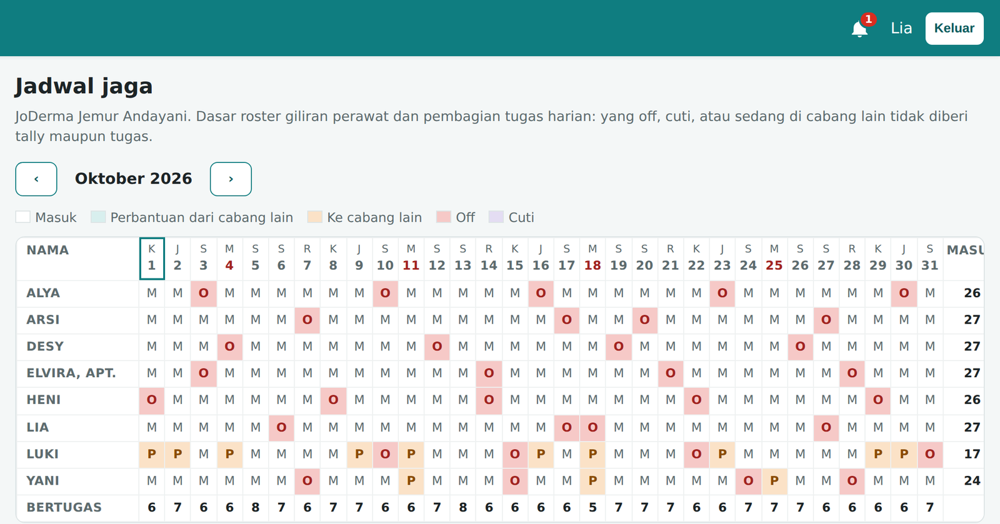 1 Lia Keluar
Jadwal jaga
JoDerma Jemur Andayani. Dasar roster giliran perawat dan pembagian tugas harian: yang off, cuti, atau sedang di cabang lain tidak diberi
tally maupun tugas.
‹ Oktober 2026 ›
Masuk Perbantuan dari cabang lain Ke cabang lain Off Cuti
NAMA K J S M S S R K J S M S S R K J S M S S R K J S M S S R K J S MASU
1 2 3 4 5 6 7 8 9 10 11 12 13 14 15 16 17 18 19 20 21 22 23 24 25 26 27 28 29 30 31
ALYA M M O M M M M M M O M M M M M O M M M M M M O M M M M M M O M 26
ARSI M M M M M M O M M M M M M M M M O M M O M M M M M M O M M M M 27
DESY M M M O M M M M M M M O M M M M M M O M M M M M M O M M M M M 27
ELVIRA, APT. M M O M M M M M M M M M M O M M M M M M O M M M M M M O M M M 27
HENI O M M M M M M O M M M M M O M M M M M M M O M M M M M M O M M 26
LIA M M M M M O M M M M M M M M M M O O M M M M M M M M O M M M M 27
LUKI P P M P M M M M P O P M M M O P M P M M M O P M M M M M P P O 17
YANI M M M M M M O M M M P M M M O M M P M M M M M O P M M O M M M 24
BERTUGAS 6 7 6 6 8 7 6 7 7 6 6 7 8 6 6 6 6 5 7 7 7 6 6 7 7 7 6 6 6 6 7